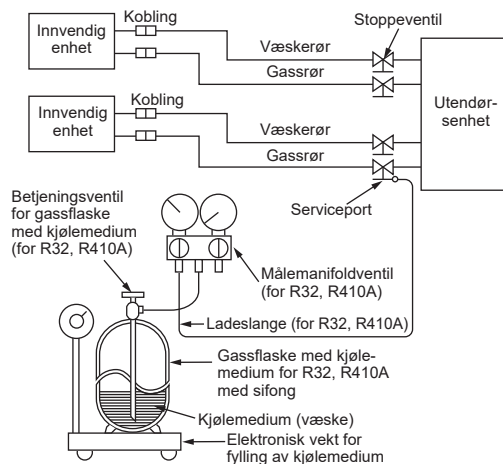 Innvendig
enhet
Kobling
Stoppeventil
Væskerør
Gassrør
Utendør-
senhet
Innvendig
enhet
Kobling
Væskerør
Gassrør
Serviceport
Betjeningsventil
for gassflaske
med kjølemedium
(for R32, R410A)
Målemanifoldventil
(for R32, R410A)
Ladeslange (for R32, R410A)
Gassflaske med kjøle-
medium for R32, R410A
med sifong
Kjølemedium (væske)
Elektronisk vekt for
fylling av kjølemedium